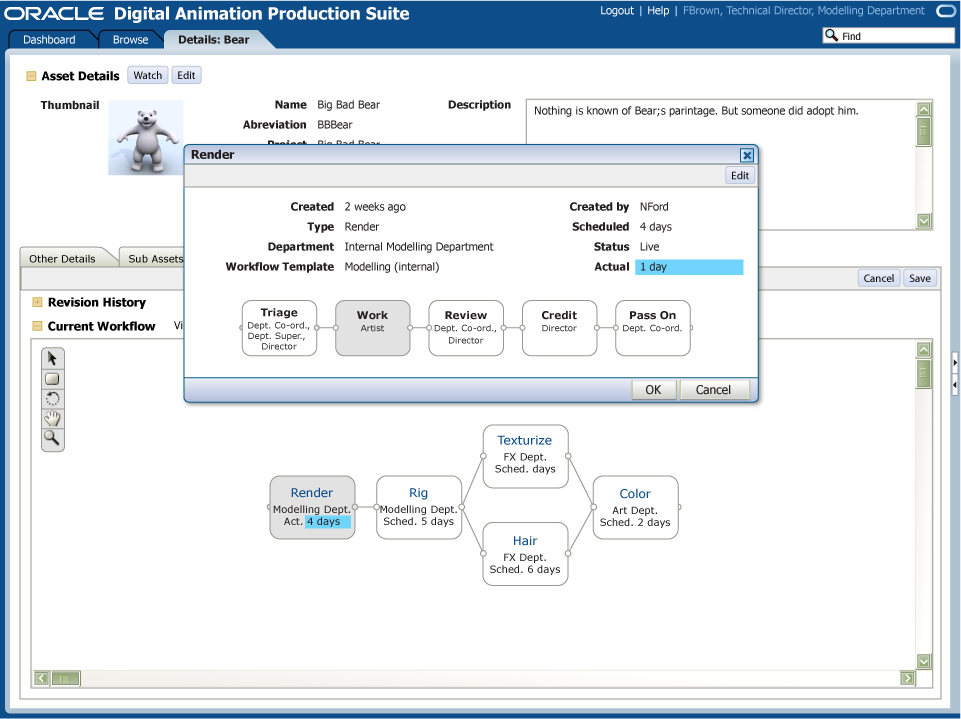 ORACLE Digital Animation Production Suite
Logout | Help | FBrown, Technical Director, Modelling Department
Dashboard
Browse
Details: Bear
Find
Asset Details
Watch
Edit
Thumbnail
Name Big Bad Bear
Abreviation BBBear
Project Big Bad Bear
Description
Nothing is known of Bear;s parintage. But someone did adopt him.
Render
Edit
Created 2 weeks ago
Type Render
Department Internal Modelling Department
Workflow Template Modelling (internal)
Created by NFord
Scheduled 4 days
Status Live
Actual 1 day
Triage
Dept. Co-ord.,
Dept. Super.,
Director
Work
Artist
Review
Dept. Co-ord.,
Director
Credit
Director
Pass On
Dept. Co-ord.
OK
Cancel
Other Details
Sub Assets
Cancel
Save
Revision History
Current Workflow
Render
Modelling Dept.
Act. 4 days
Rig
Modelling Dept.
Sched. 5 days
Texturize
FX Dept.
Sched. days
Hair
FX Dept.
Sched. 6 days
Color
Art Dept.
Sched. 2 days